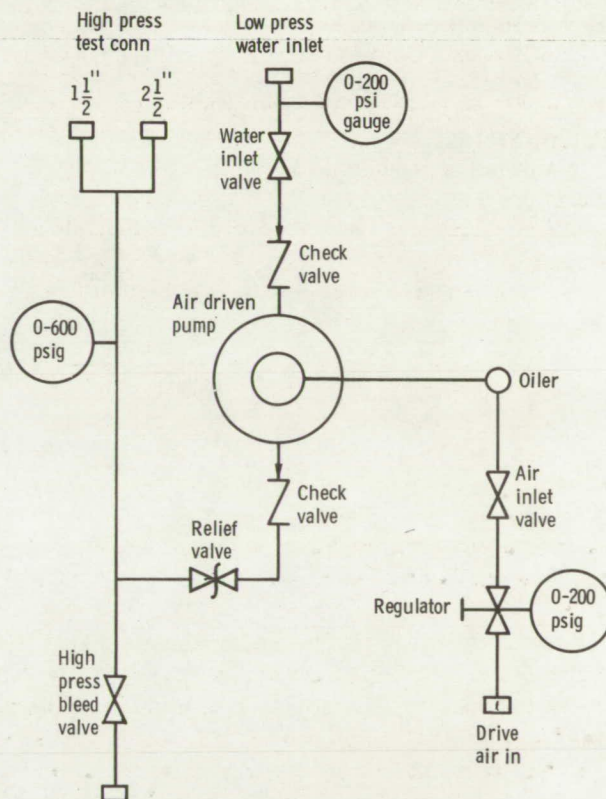 High press
test conn
1 1/2"
2 1/2"
Low press
water inlet
0-200
psi
gauge
Water
inlet
valve
Check
valve
Air driven
pump
0-600
psig
Oiler
Check
valve
Air
inlet
valve
Relief
valve
Regulator
0-200
psig
High
press
bleed
valve
Drive
air in